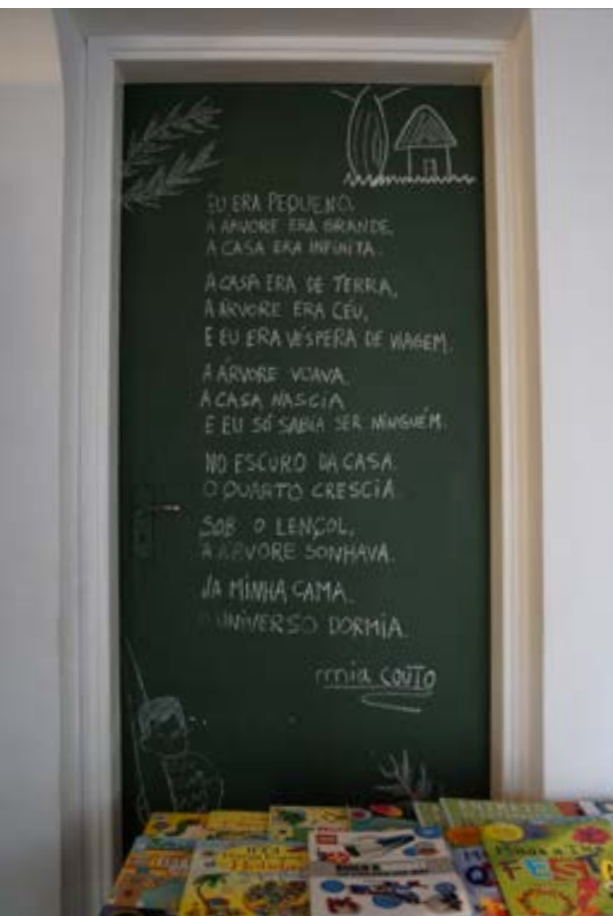 EU ERA PEQUENO,
A ÁRVORE ERA GRANDE,
A CASA ERA INFINITA.
A CASA ERA DE TERRA,
A ÁRVORE ERA CÉU,
E EU ERA VÉSPERA DE VIAGEM.
A ÁRVORE VOAVA,
A CASA NASCIA
E EU SÓ SABIA SER NINGUÉM.
NO ESCURO DA CASA.
O QUARTO CRESCIA.
SOB O LENÇOL,
A ÁRVORE SONHAVA.
NA MINHA CAMA.
O UNIVERSO DORMIA.
mia COUTO